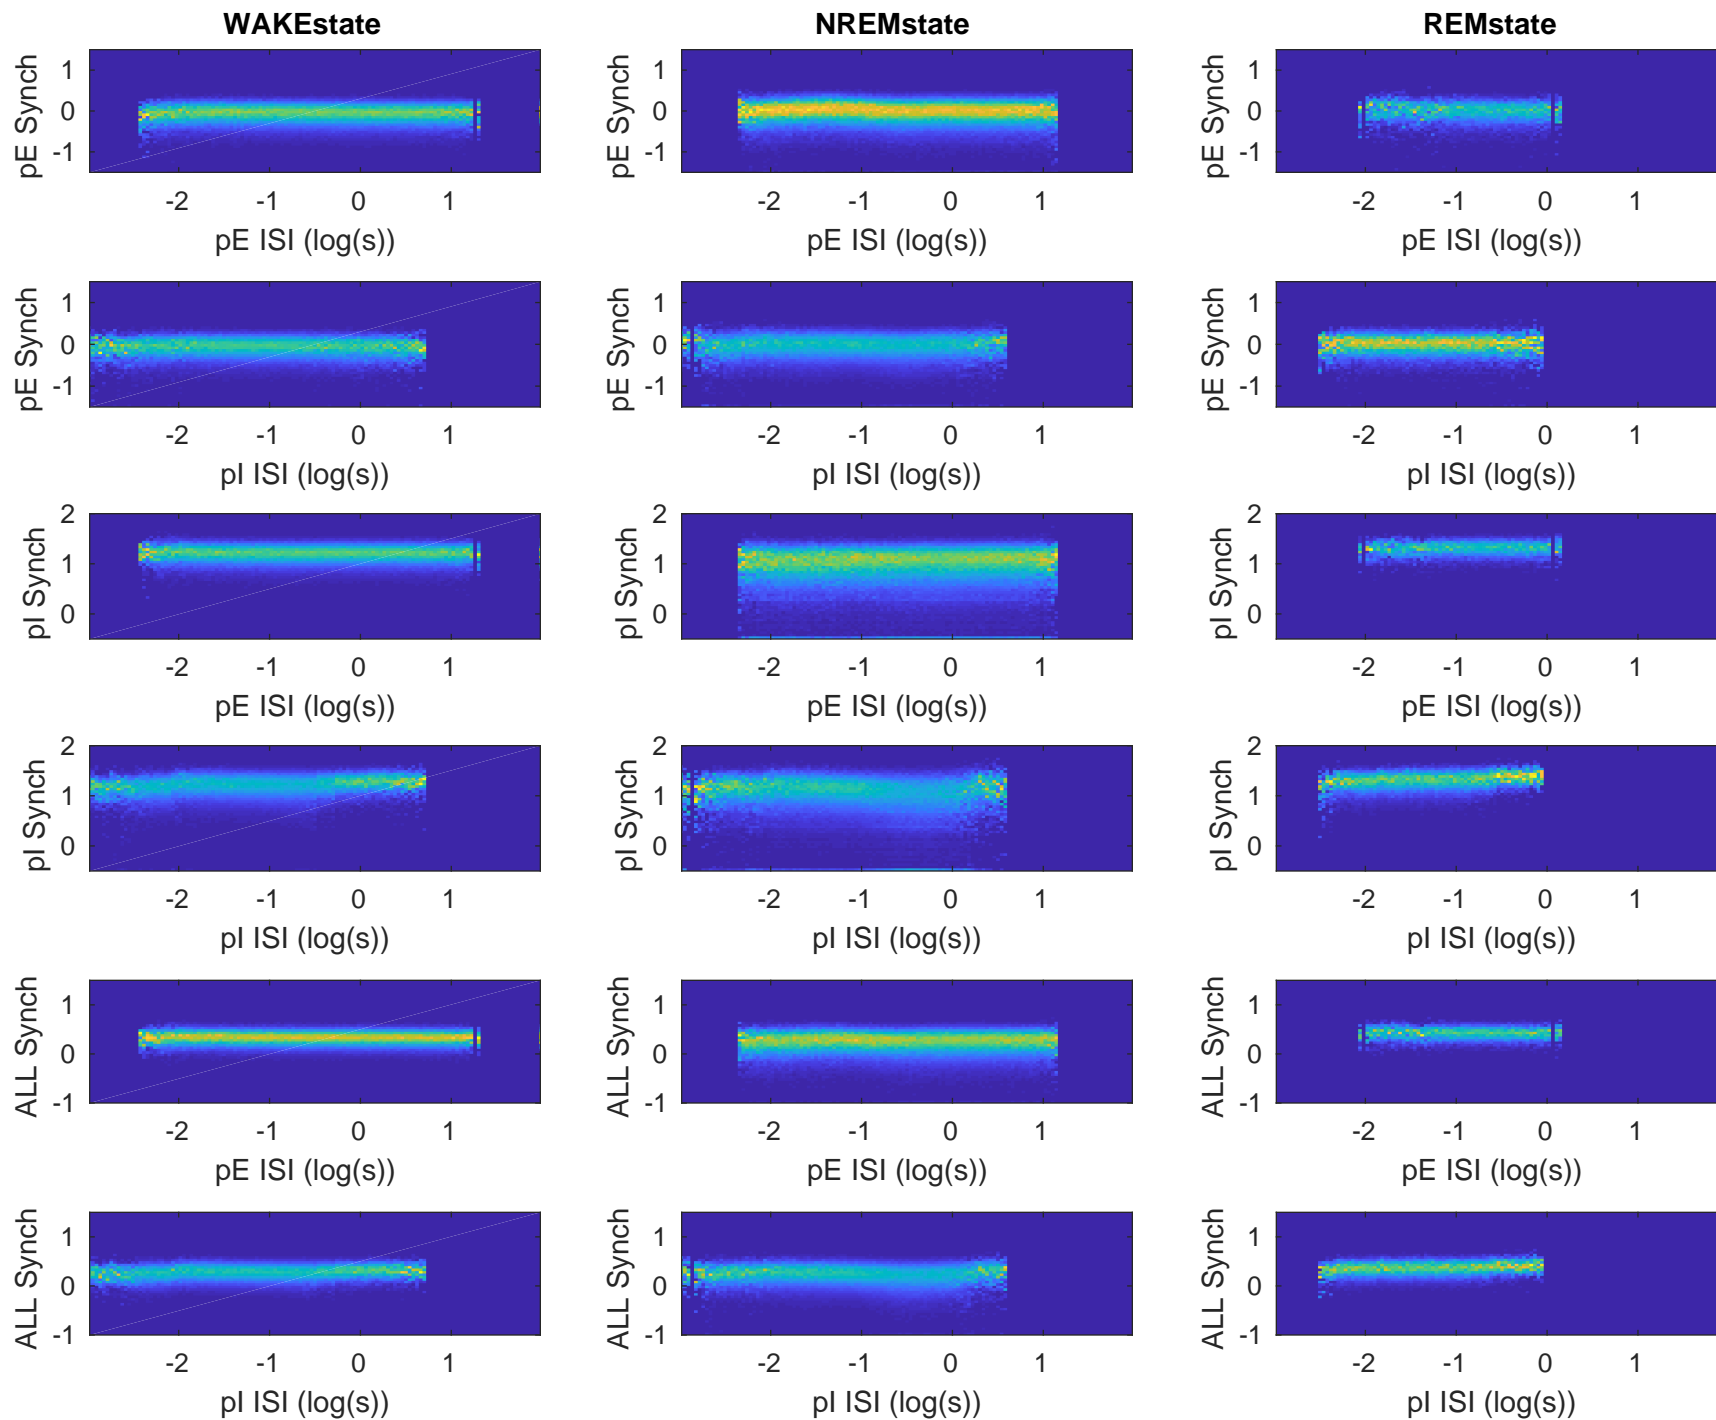 WAKEstate NREMstate REMstate
pE Synch 1 0 -1 pE Synch 1 0 -1 pE Synch 1 0 -1
-2 -1 0 1 -2 -1 0 1 -2 -1 0 1
pE ISI (log(s)) pE ISI (log(s)) pE ISI (log(s))
pE Synch 1 0 -1 pE Synch 1 0 -1 pE Synch 1 0 -1
-2 -1 0 1 -2 -1 0 1 -2 -1 0 1
pI ISI (log(s)) pI ISI (log(s)) pI ISI (log(s))
pI Synch 2 1 0 pI Synch 2 1 0 pI Synch 2 1 0
-2 -1 0 1 -2 -1 0 1 -2 -1 0 1
pE ISI (log(s)) pE ISI (log(s)) pE ISI (log(s))
pI Synch 2 1 0 pI Synch 2 1 0 pI Synch 2 1 0
-2 -1 0 1 -2 -1 0 1 -2 -1 0 1
pI ISI (log(s)) pI ISI (log(s)) pI ISI (log(s))
ALL Synch 1 0 -1 ALL Synch 1 0 -1 ALL Synch 1 0 -1
-2 -1 0 1 -2 -1 0 1 -2 -1 0 1
pE ISI (log(s)) pE ISI (log(s)) pE ISI (log(s))
ALL Synch 1 0 -1 ALL Synch 1 0 -1 ALL Synch 1 0 -1
-2 -1 0 1 -2 -1 0 1 -2 -1 0 1
pI ISI (log(s)) pI ISI (log(s)) pI ISI (log(s))